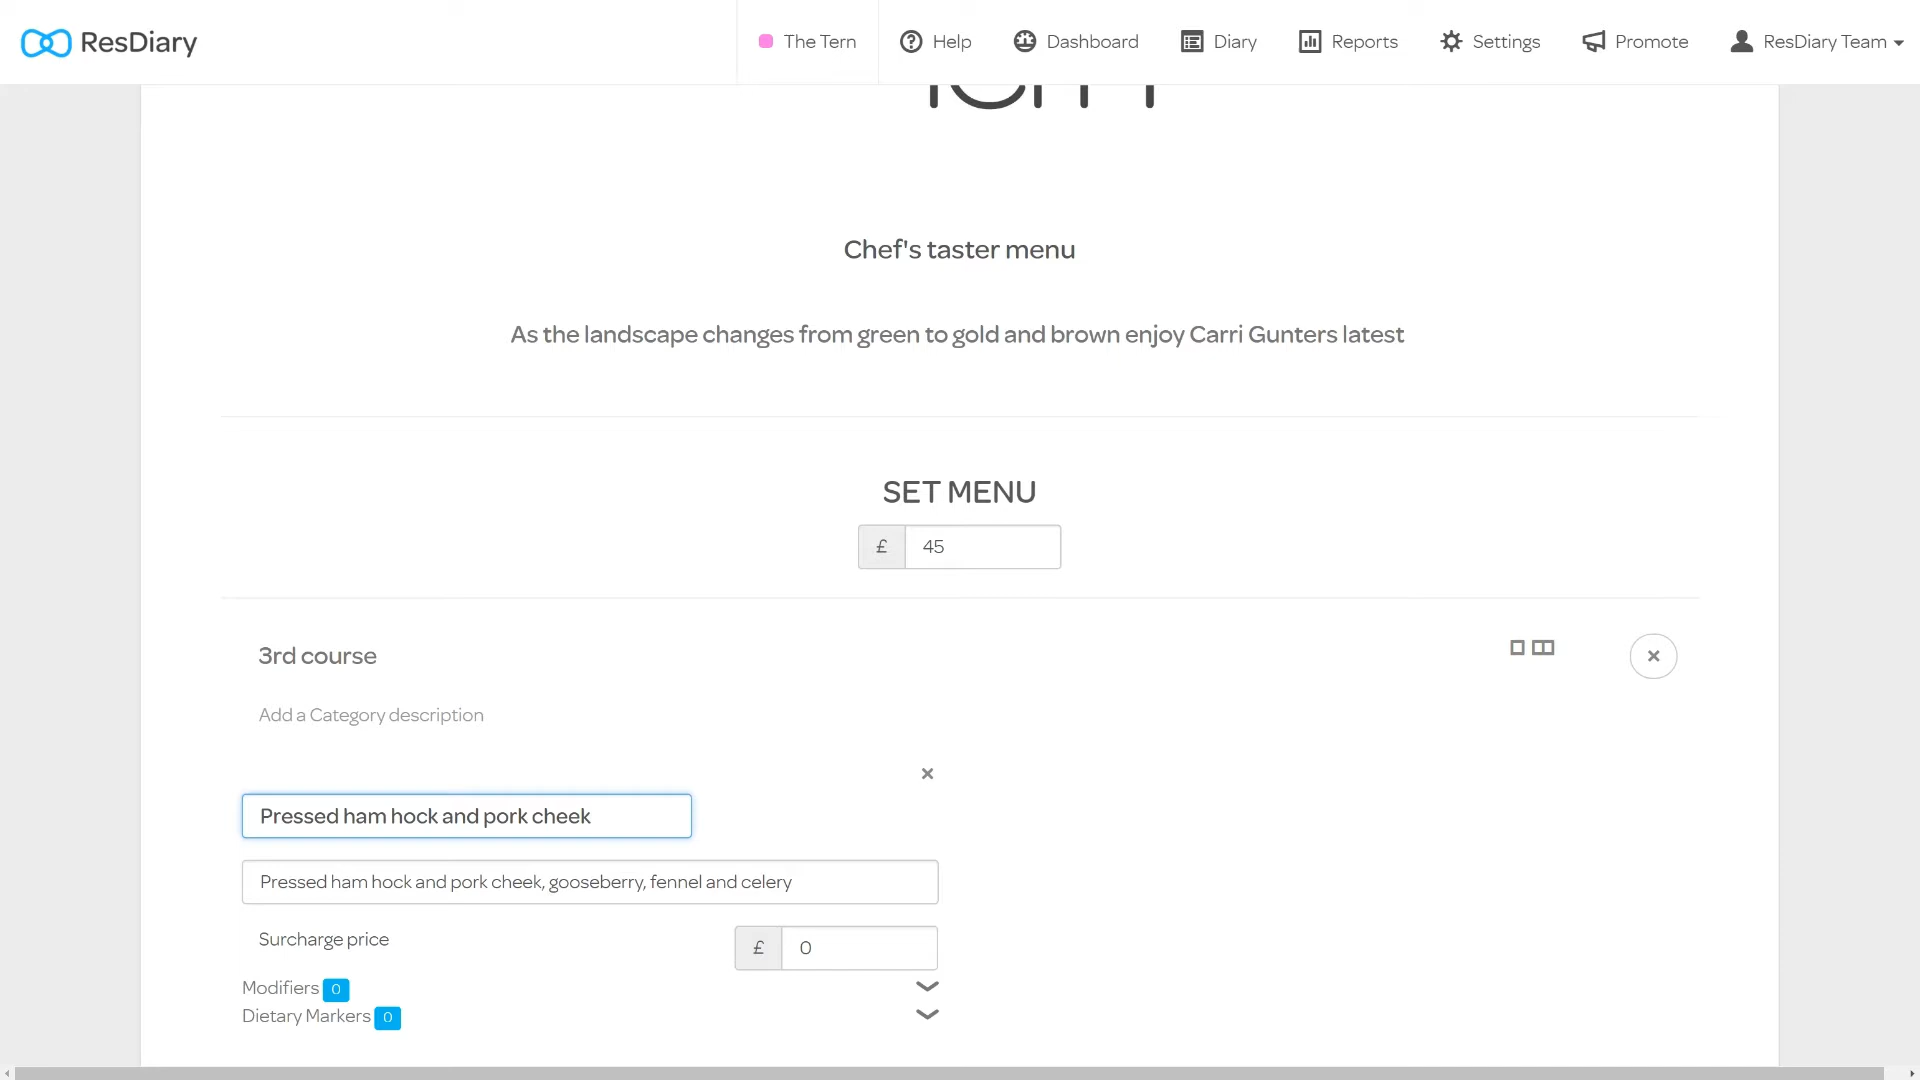 ResDiary
The Tern
Help
Dashboard
Diary
Reports
Settings
Promote
ResDiary Team
Chef's taster menu
As the landscape changes from green to gold and brown enjoy Carri Gunters latest
SET MENU
£ 45
3rd course
Add a Category description
Pressed ham hock and pork cheek
Pressed ham hock and pork cheek, gooseberry, fennel and celery
Surcharge price
£ 0
Modifiers 0
Dietary Markers 0